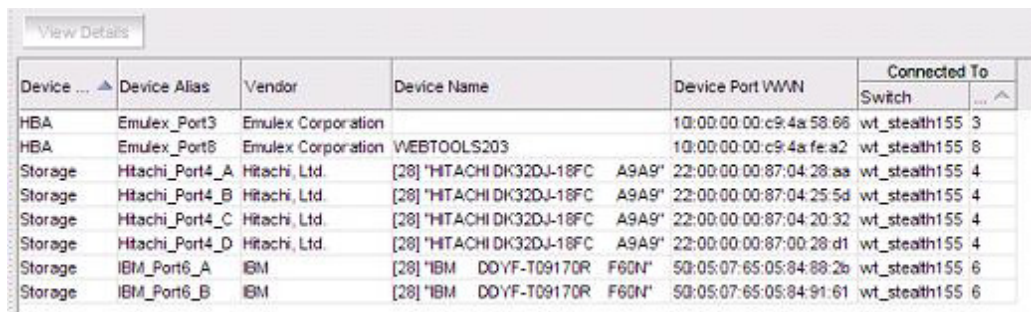 View Details
Connected To
Device ... Device Alias Vendor Device Name Device Port WWN
Switch ...
HBA Emulex_Port3 Emulex Corporation 10:00:00:00:c9:4a:58:66 wt_stealth155 3
HBA Emulex_Port8 Emulex Corporation WEBTOOLS203 10:00:00:00:c9:4a:fe:a2 wt_stealth155 8
Storage Hitachi_Port4_A Hitachi, Ltd. [28] "HITACHI DK32DJ-18FC A9A9" 22:00:00:00:87:04:28:aa wt_stealth155 4
Storage Hitachi_Port4_B Hitachi, Ltd. [28] "HITACHI DK32DJ-18FC A9A9" 22:00:00:00:87:04:25:5d wt_stealth155 4
Storage Hitachi_Port4_C Hitachi, Ltd. [28] "HITACHI DK32DJ-18FC A9A9" 22:00:00:00:87:04:20:32 wt_stealth155 4
Storage Hitachi_Port4_D Hitachi, Ltd. [28] "HITACHI DK32DJ-18FC A9A9" 22:00:00:00:87:00:28:d1 wt_stealth155 4
Storage IBM_Port6_A IBM [28] "IBM DDYF-T09170R F60N" 50:05:07:65:05:84:88:2b wt_stealth155 6
Storage IBM_Port6_B IBM [28] "IBM DDYF-T09170R F60N" 50:05:07:65:05:84:91:61 wt_stealth155 6